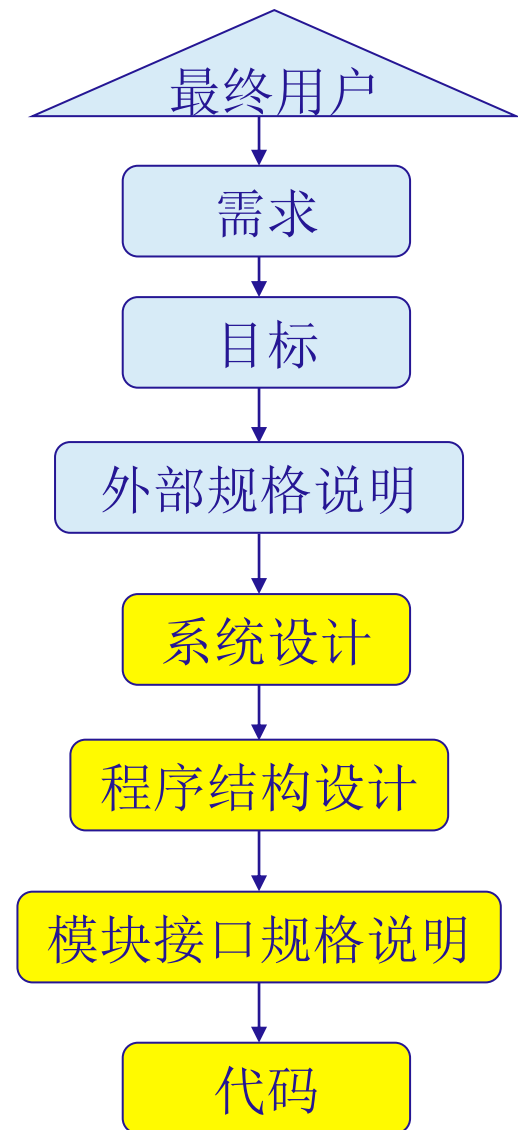 最终用户
需求
目标
外部规格说明
系统设计
程序结构设计
模块接口规格说明
代码